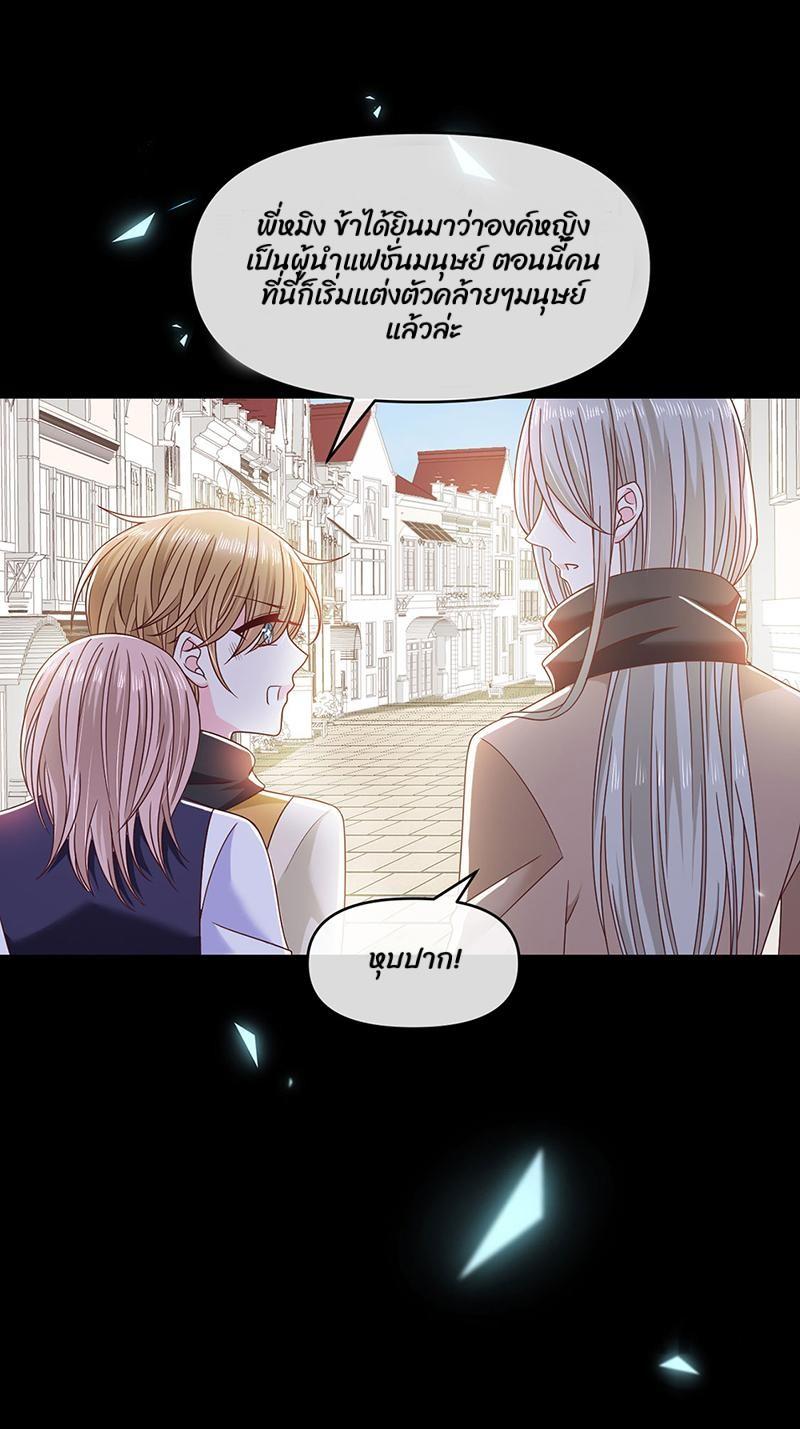 พี่หมิง ข้าได้ยินมาว่าองค์หญิง
เป็นผู้นำแฟชั่นมนุษย์ ตอนนี้คน
ที่นี่ก็เริ่มแต่งตัวคล้ายๆมนุษย์
แล้วล่ะ
หุบปาก!